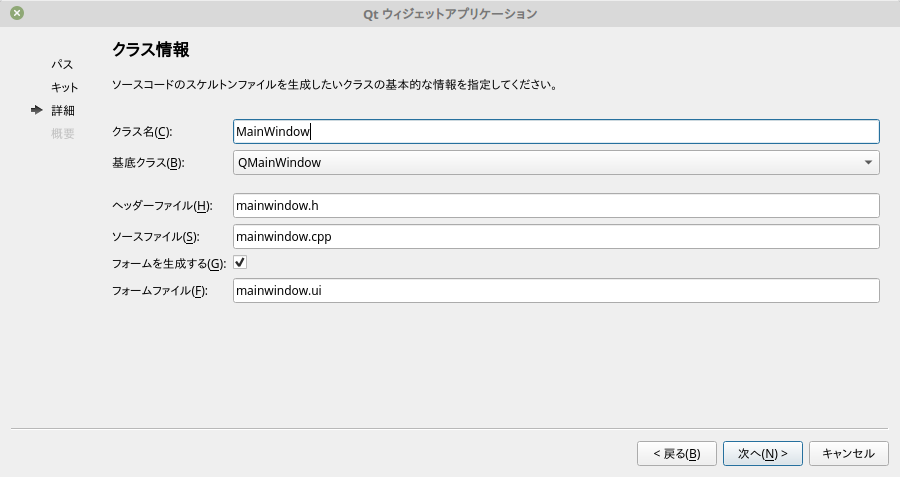 Qt ウィジェットアプリケーション
パス
キット
詳細
概要
クラス情報
ソースコードのスケルトンファイルを生成したいクラスの基本的な情報を指定してください。
クラス名(C): MainWindow
基底クラス(B): QMainWindow
ヘッダーファイル(H): mainwindow.h
ソースファイル(S): mainwindow.cpp
フォームを生成する(G):
フォームファイル(F): mainwindow.ui
< 戻る(B) 次へ(N) > キャンセル